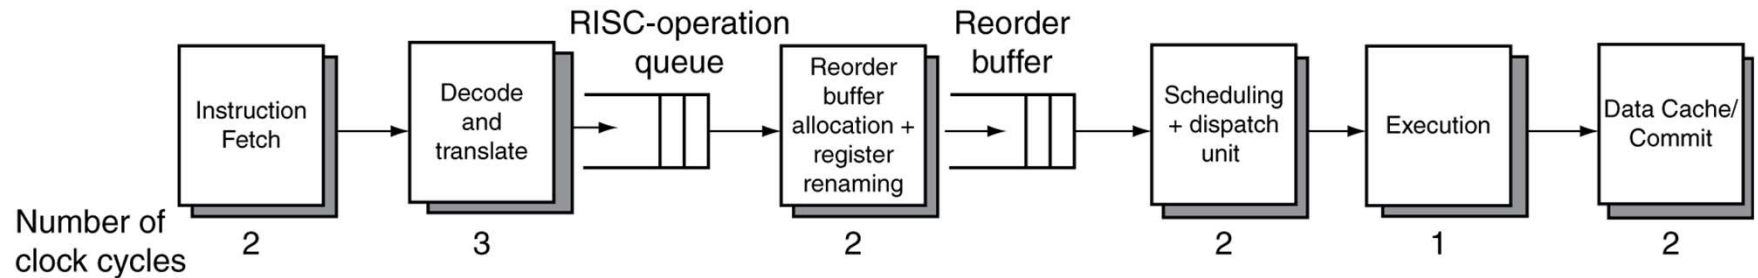 RISC-operation
queue
Reorder
buffer
Instruction
Fetch
Decode
and
translate
Reorder
buffer
allocation +
register
renaming
Scheduling
+ dispatch
unit
Execution
Data Cache/
Commit
Number of
clock cycles
2
3
2
2
1
2